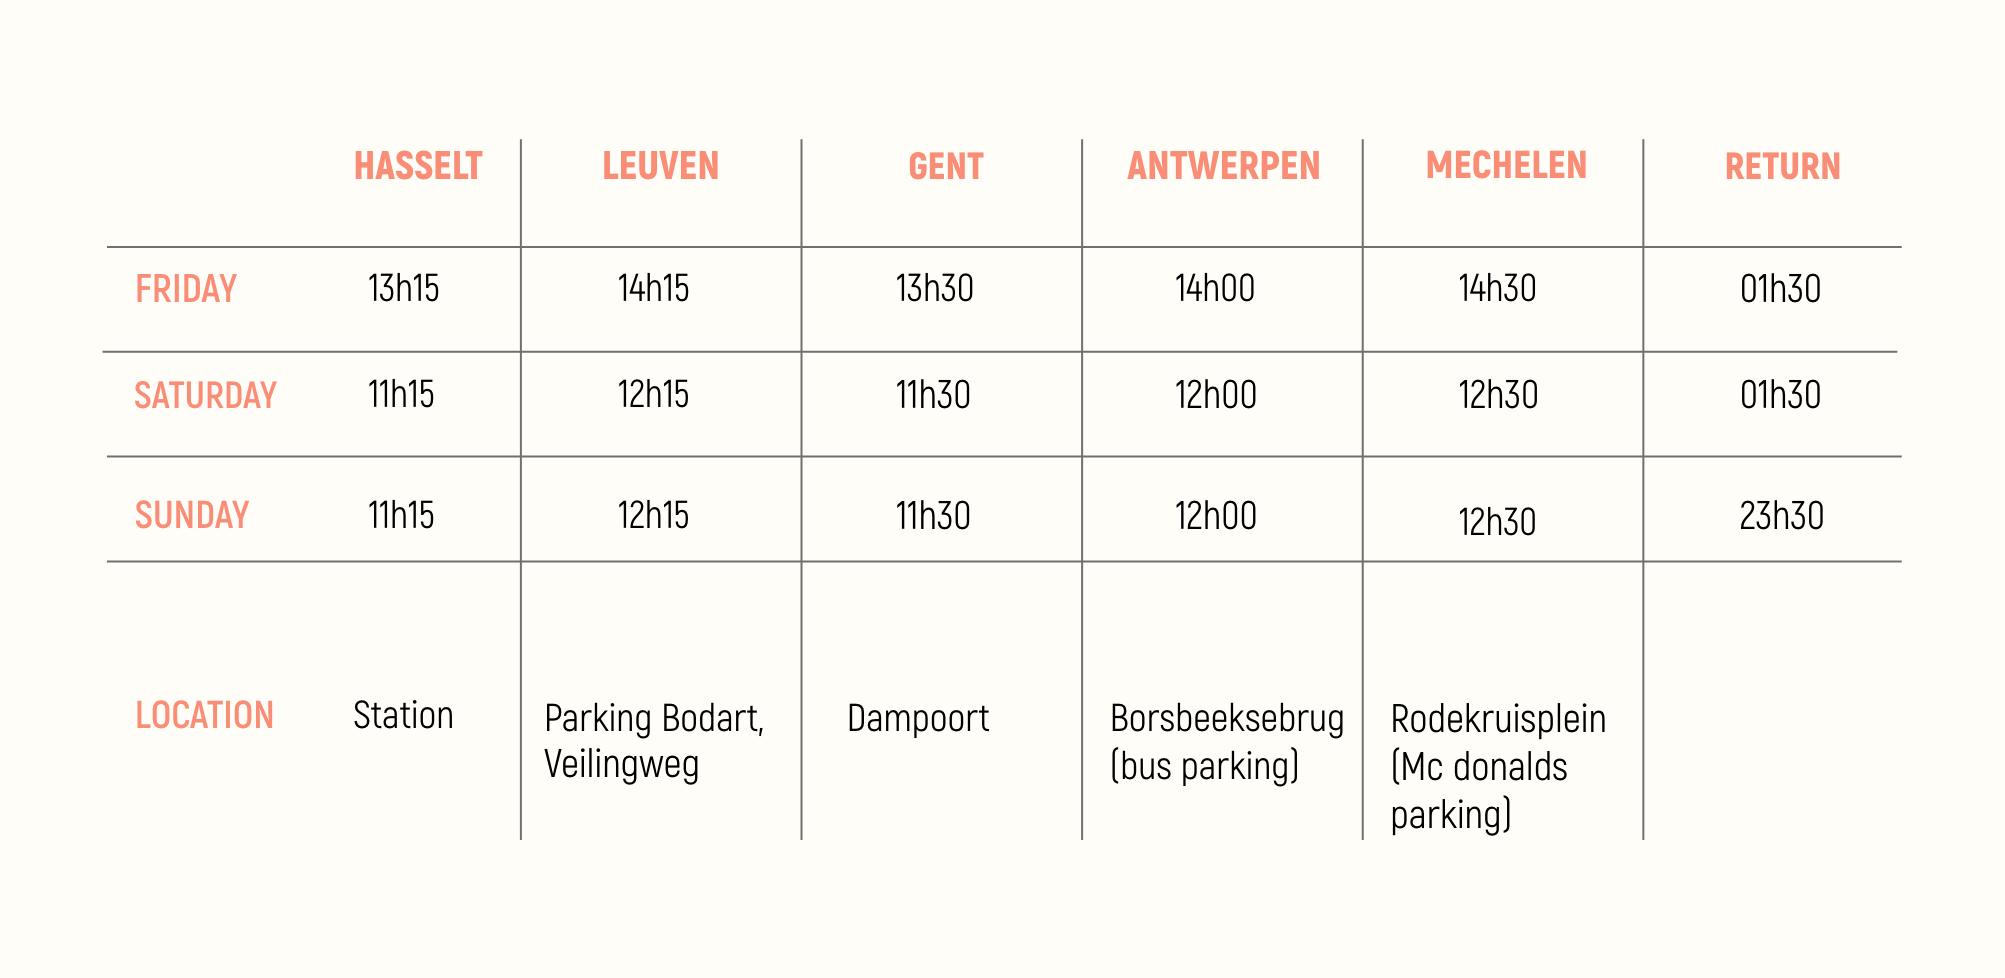 HASSELT LEUVEN GENT ANTWERPEN MECHELEN RETURN
FRIDAY 13h15 14h15 13h30 14h00 14h30 01h30
SATURDAY 11h15 12h15 11h30 12h00 12h30 01h30
SUNDAY 11h15 12h15 11h30 12h00 12h30 23h30
LOCATION Station Parking Bodart, Dampoort Borsbeeksebrug Rodekruisplein
Veilingweg (bus parking) (Mc donalds
parking)